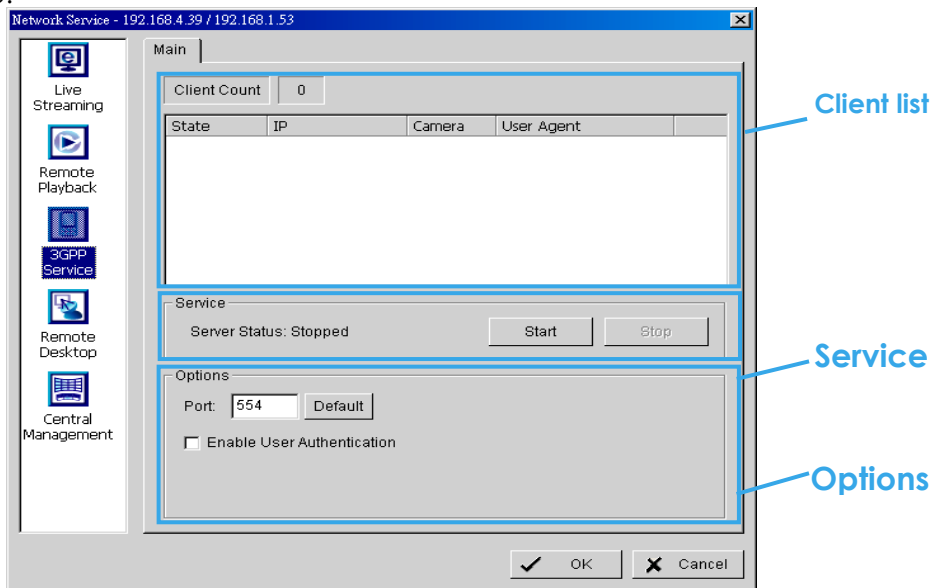 Network Service - 192.168.4.39 / 192.168.1.53
Live
Streaming
Remote
Playback
3GPP
Service
Remote
Desktop
Central
Management
Main
Client Count 0
State IP Camera User Agent
Client list
Service
Server Status: Stopped Start Stop
Service
Options
Port: 554 Default
Enable User Authentication
Options
OK Cancel